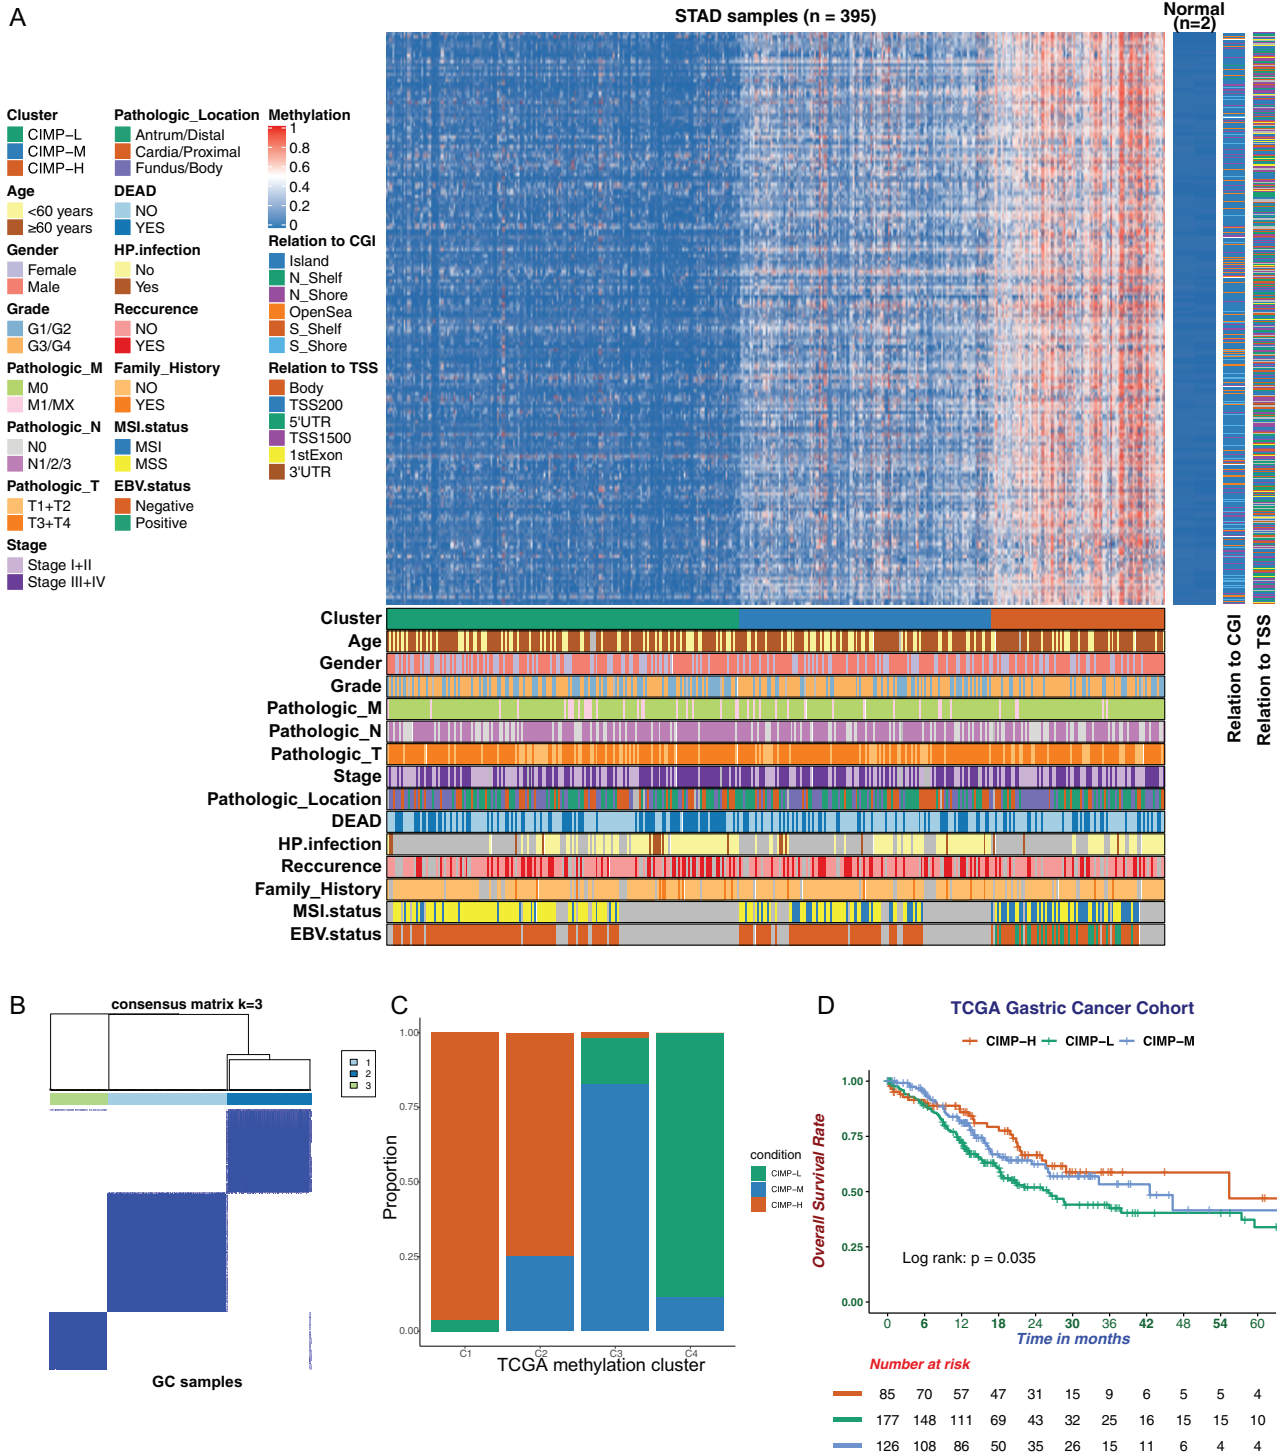 A
STAD samples (n = 395)
Normal
(n=2)
Cluster
CIMP-L
CIMP-M
CIMP-H
Age
<60 years
≥60 years
Gender
Female
Male
Grade
G1/G2
G3/G4
Pathologic_M
M0
M1/MX
Pathologic_N
N0
N1/2/3
Pathologic_T
T1+T2
T3+T4
Stage
Stage I+II
Stage III+IV
Pathologic_Location
Antrum/Distal
Cardia/Proximal
Fundus/Body
DEAD
NO
YES
HP.infection
No
Yes
Reccurence
NO
YES
Family_History
NO
YES
MSI.status
MSI
MSS
EBV.status
Negative
Positive
Methylation
1
0.8
0.6
0.4
0.2
0
Relation to CGI
Island
N_Shelf
N_Shore
OpenSea
S_Shelf
S_Shore
Relation to TSS
Body
TSS200
5'UTR
TSS1500
1stExon
3'UTR
Cluster
Age
Gender
Grade
Pathologic_M
Pathologic_N
Pathologic_T
Stage
Pathologic_Location
DEAD
HP.infection
Reccurence
Family_History
MSI.status
EBV.status
Relation to CGI
Relation to TSS
B
consensus matrix k=3
1
2
3
GC samples
C
1.00
0.75
0.50
0.25
0.00
Proportion
C1 C2 C3 C4
TCGA methylation cluster
condition
CIMP-L
CIMP-M
CIMP-H
D
TCGA Gastric Cancer Cohort
CIMP-H CIMP-L CIMP-M
1.00
0.75
0.50
0.25
0.00
Overall Survival Rate
Log rank: p = 0.035
0 6 12 18 24 30 36 42 48 54 60
Time in months
Number at risk
85 70 57 47 31 15 9 6 5 5 4
177 148 111 69 43 32 25 16 15 15 10
126 108 86 50 35 26 15 11 6 4 4